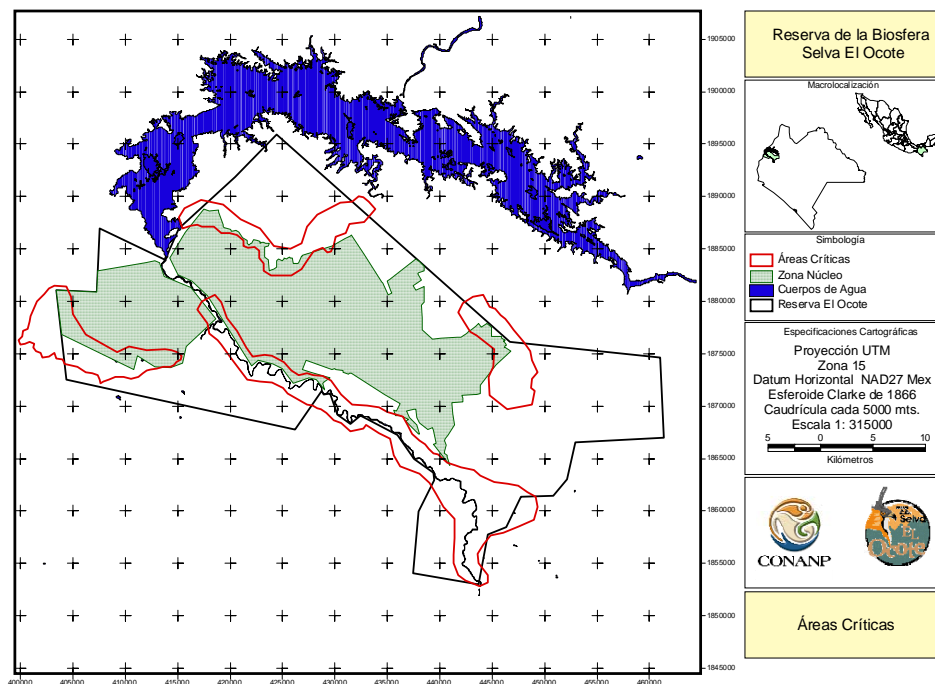 Reserva de la Biosfera
Selva El Ocote
Macrolocalización
Simbología
Áreas Críticas
Zona Núcleo
Cuerpos de Agua
Reserva El Ocote
Especificaciones Cartográficas
Proyección UTM
Zona 15
Datum Horizontal NAD27 Mex
Esferoide Clarke de 1866
Caudrícula cada 5000 mts.
Escala 1: 315000
5 0 5 10
Kilómetros
CONANP
Selva
EL
Ocote
Áreas Críticas
1905000
1900000
1895000
1890000
1885000
1880000
1875000
1870000
1865000
1860000
1855000
1850000
1845000
400000 405000 410000 415000 420000 425000 430000 435000 440000 445000 450000 455000 460000